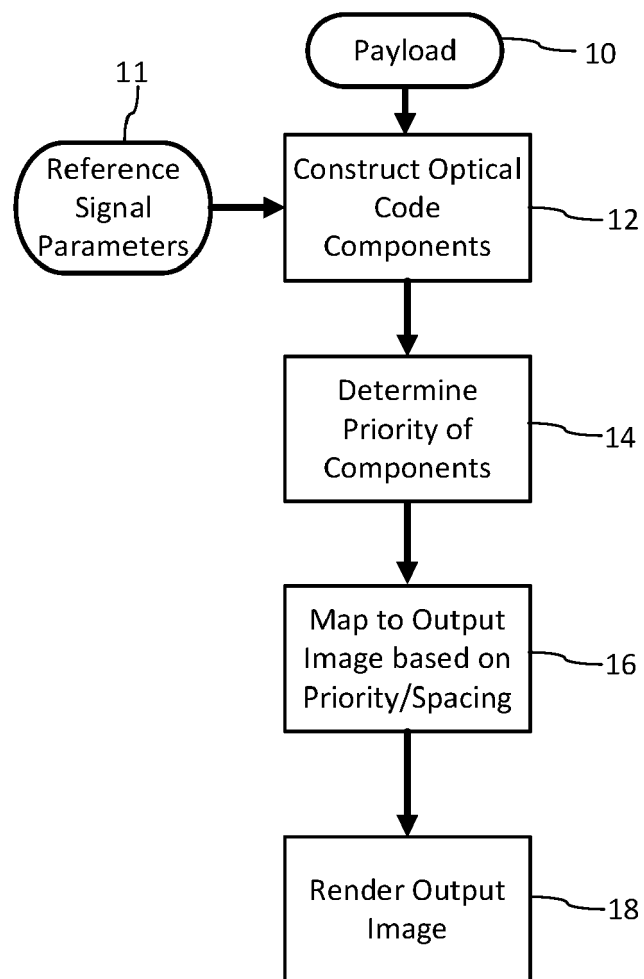 Payload
10
11
Reference
Signal
Parameters
Construct Optical
Code
Components
12
Determine
Priority of
Components
14
Map to Output
Image based on
Priority/Spacing
16
Render Output
Image
18